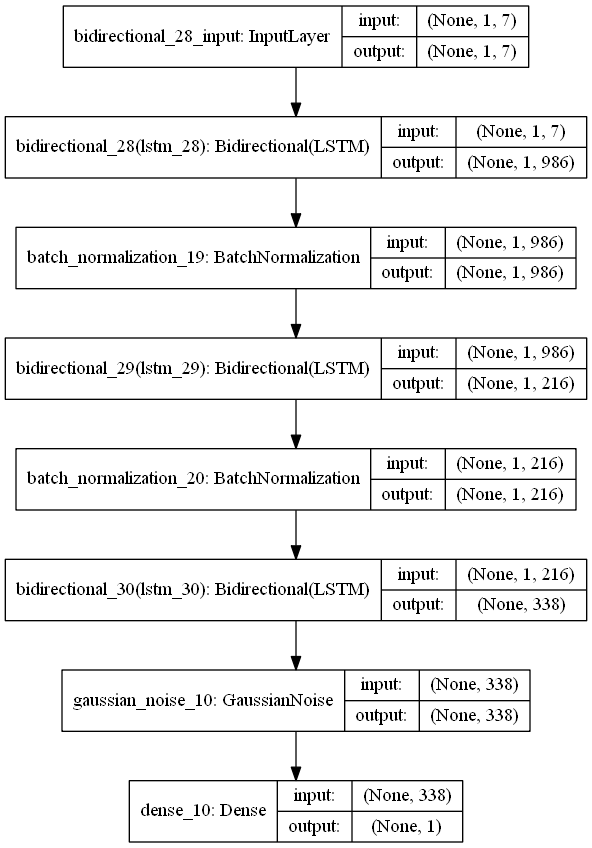 bidirectional_28_input: InputLayer input: (None, 1, 7)
output: (None, 1, 7)
bidirectional_28(lstm_28): Bidirectional(LSTM) input: (None, 1, 7)
output: (None, 1, 986)
batch_normalization_19: BatchNormalization input: (None, 1, 986)
output: (None, 1, 986)
bidirectional_29(lstm_29): Bidirectional(LSTM) input: (None, 1, 986)
output: (None, 1, 216)
batch_normalization_20: BatchNormalization input: (None, 1, 216)
output: (None, 1, 216)
bidirectional_30(lstm_30): Bidirectional(LSTM) input: (None, 1, 216)
output: (None, 338)
gaussian_noise_10: GaussianNoise input: (None, 338)
output: (None, 338)
dense_10: Dense input: (None, 338)
output: (None, 1)